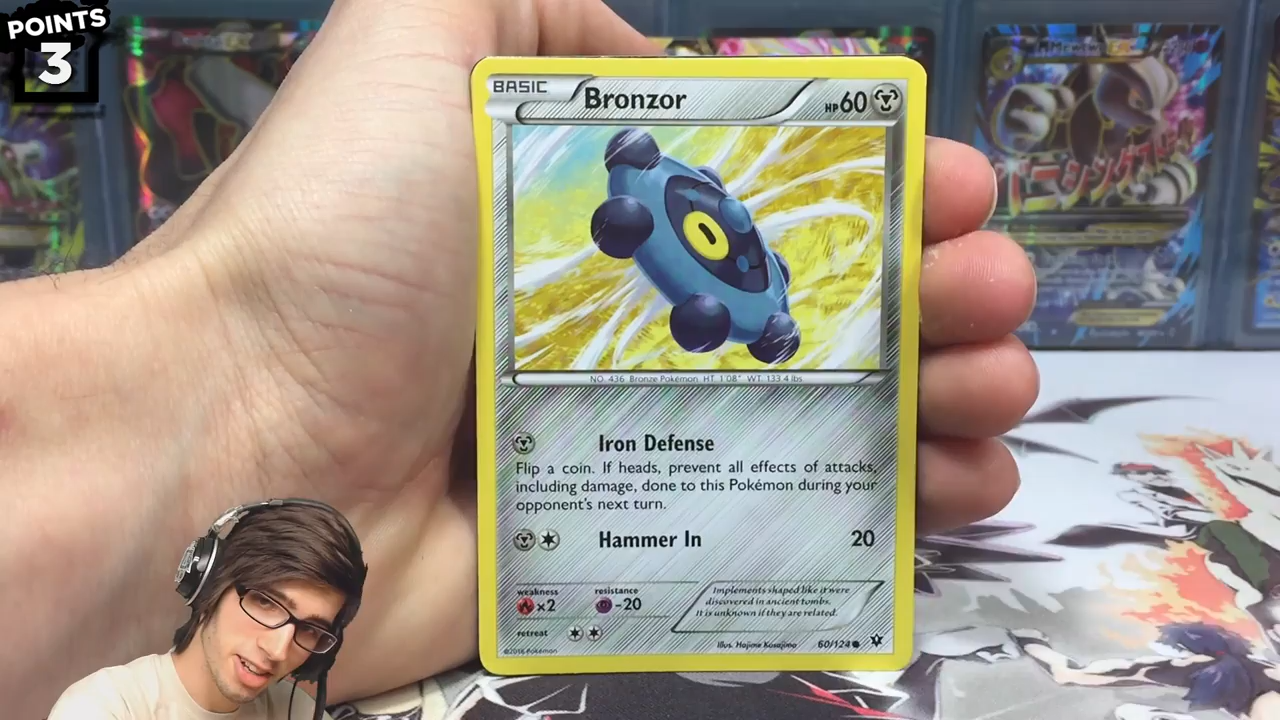 POINTS
3
BASIC
Bronzor
HP60
NO. 436 Bronze Pokémon HT. 1'08" WT. 133.4 lbs
Iron Defense
Flip a coin. If heads, prevent all effects of attacks,
including damage, done to this Pokémon during your
opponent's next turn.
Hammer In 20
weakness
×2
resistance
-20
Implements shaped like it were
discovered in ancient tombs.
It is unknown if they are related.
retreat
©2016 Pokémon
Illus. Hajime Kusajima
60/124